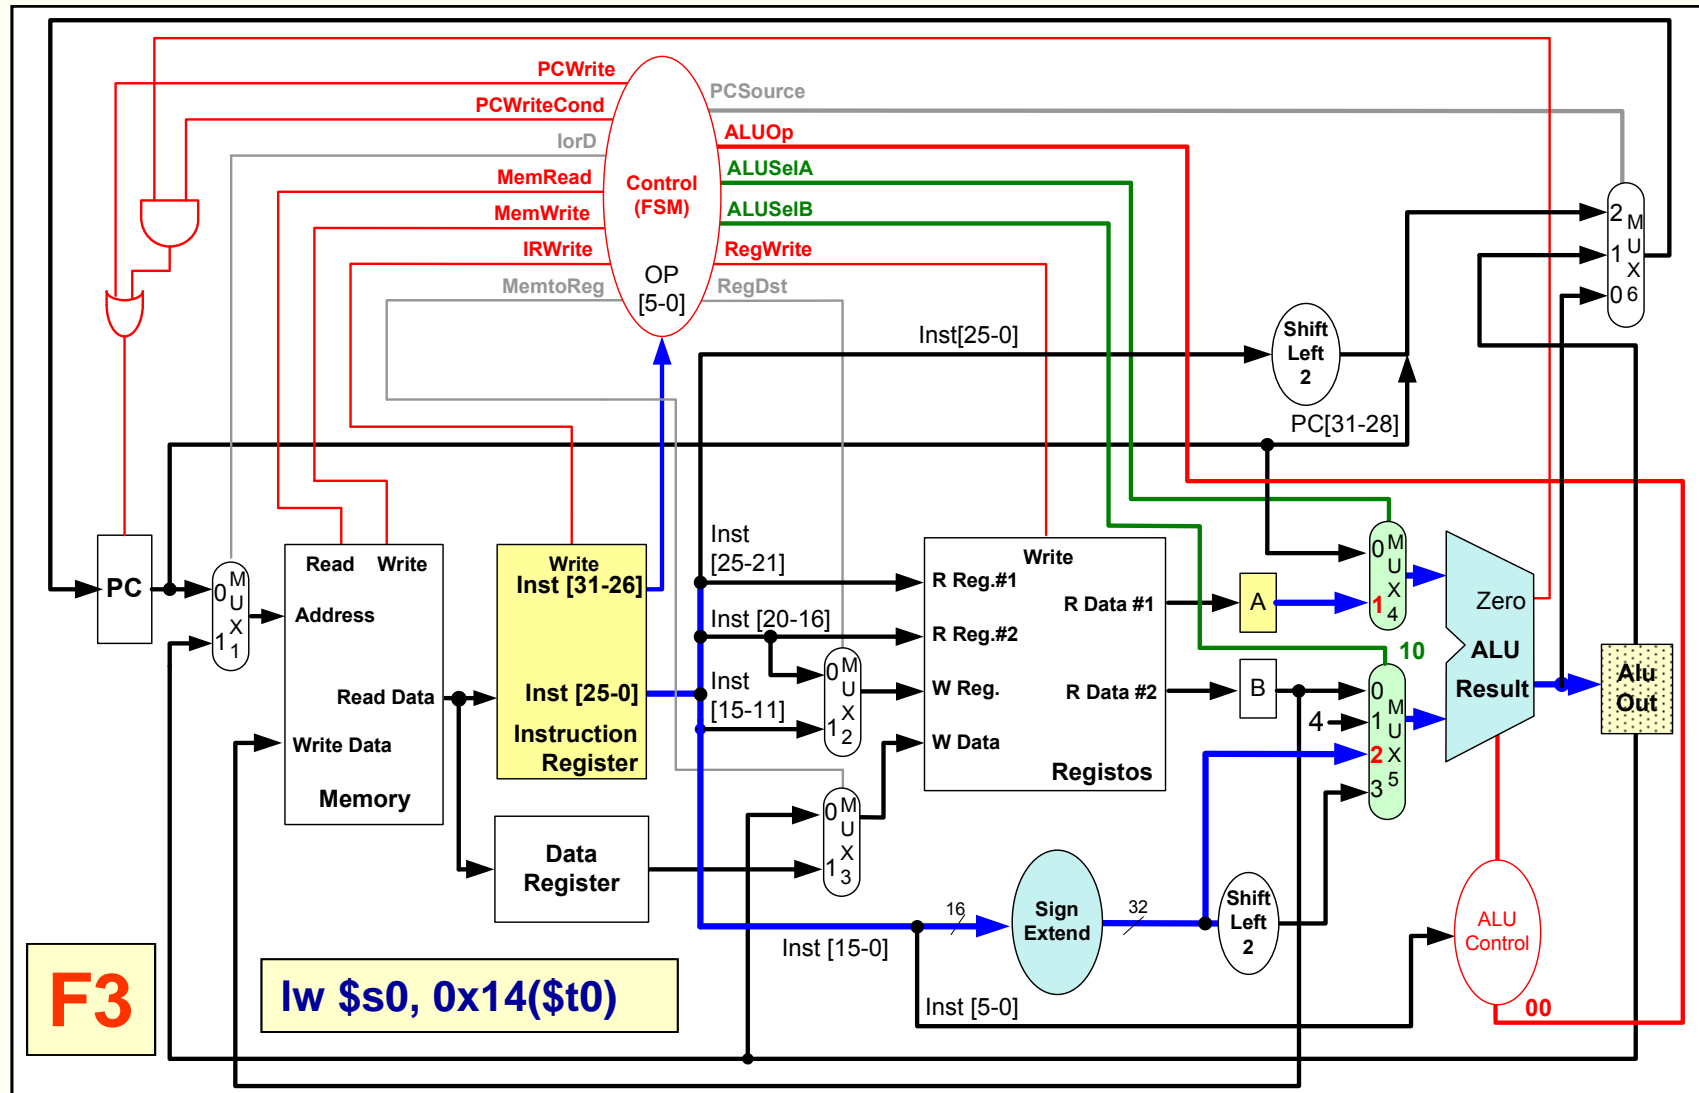 PCWrite
PCWriteCond
IorD
MemRead
MemWrite
IRWrite
MemtoReg
Control
(FSM)
OP
[5-0]
PCSource
ALUOp
ALUSelA
ALUSelB
RegWrite
RegDst
2
1
0
M
U
X
6
Inst[25-0]
Shift
Left
2
PC[31-28]
PC
0
1
M
U
X
1
Read Write
Address
Read Data
Write Data
Memory
Write
Inst [31-26]
Inst [25-0]
Instruction
Register
Data
Register
Inst
[25-21]
Inst [20-16]
Inst
[15-11]
0
1
M
U
X
2
0
1
M
U
X
3
Write
R Reg.#1
R Reg.#2
W Reg.
W Data
R Data #1
R Data #2
Registos
A
B
4
0
1
M
U
X
4
10
0
1
2
3
M
U
X
5
Zero
ALU
Result
Alu
Out
Inst [15-0]
16
Sign
Extend
32
Shift
Left
2
Inst [5-0]
ALU
Control
00
F3
lw $s0, 0x14($t0)